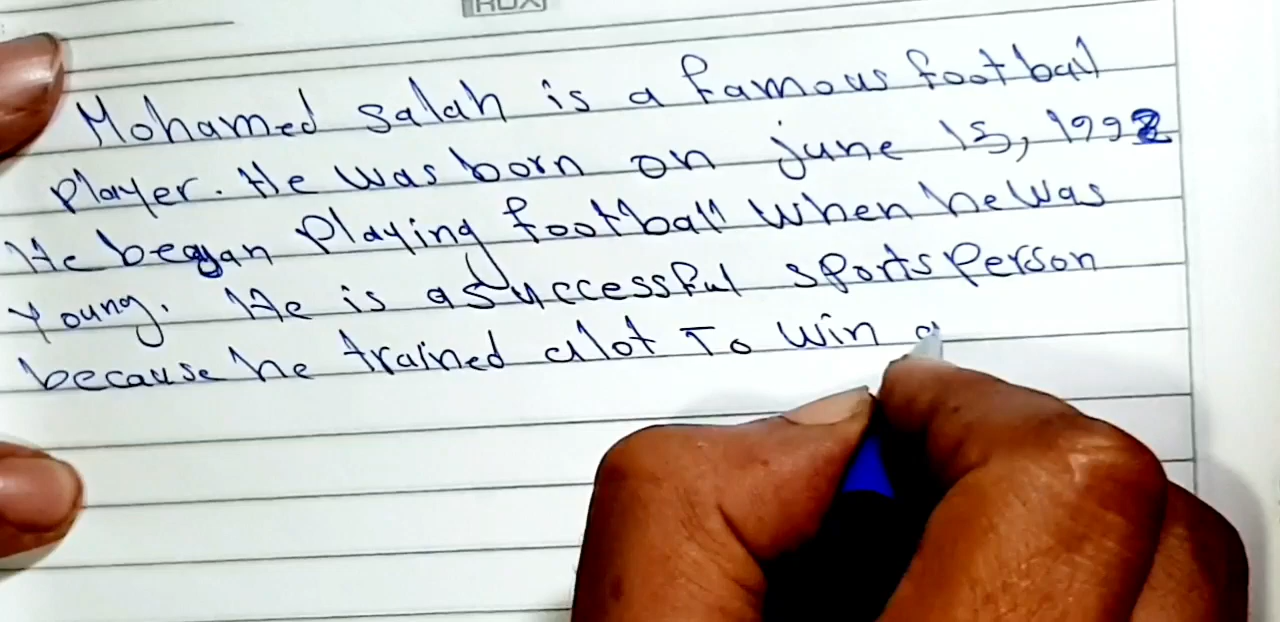 Mohamed Salah is a famous football
Player. He was born on june 15, 1992
He began Playing football when he was
Young. He is a successful sports person
because he trained alot To win a